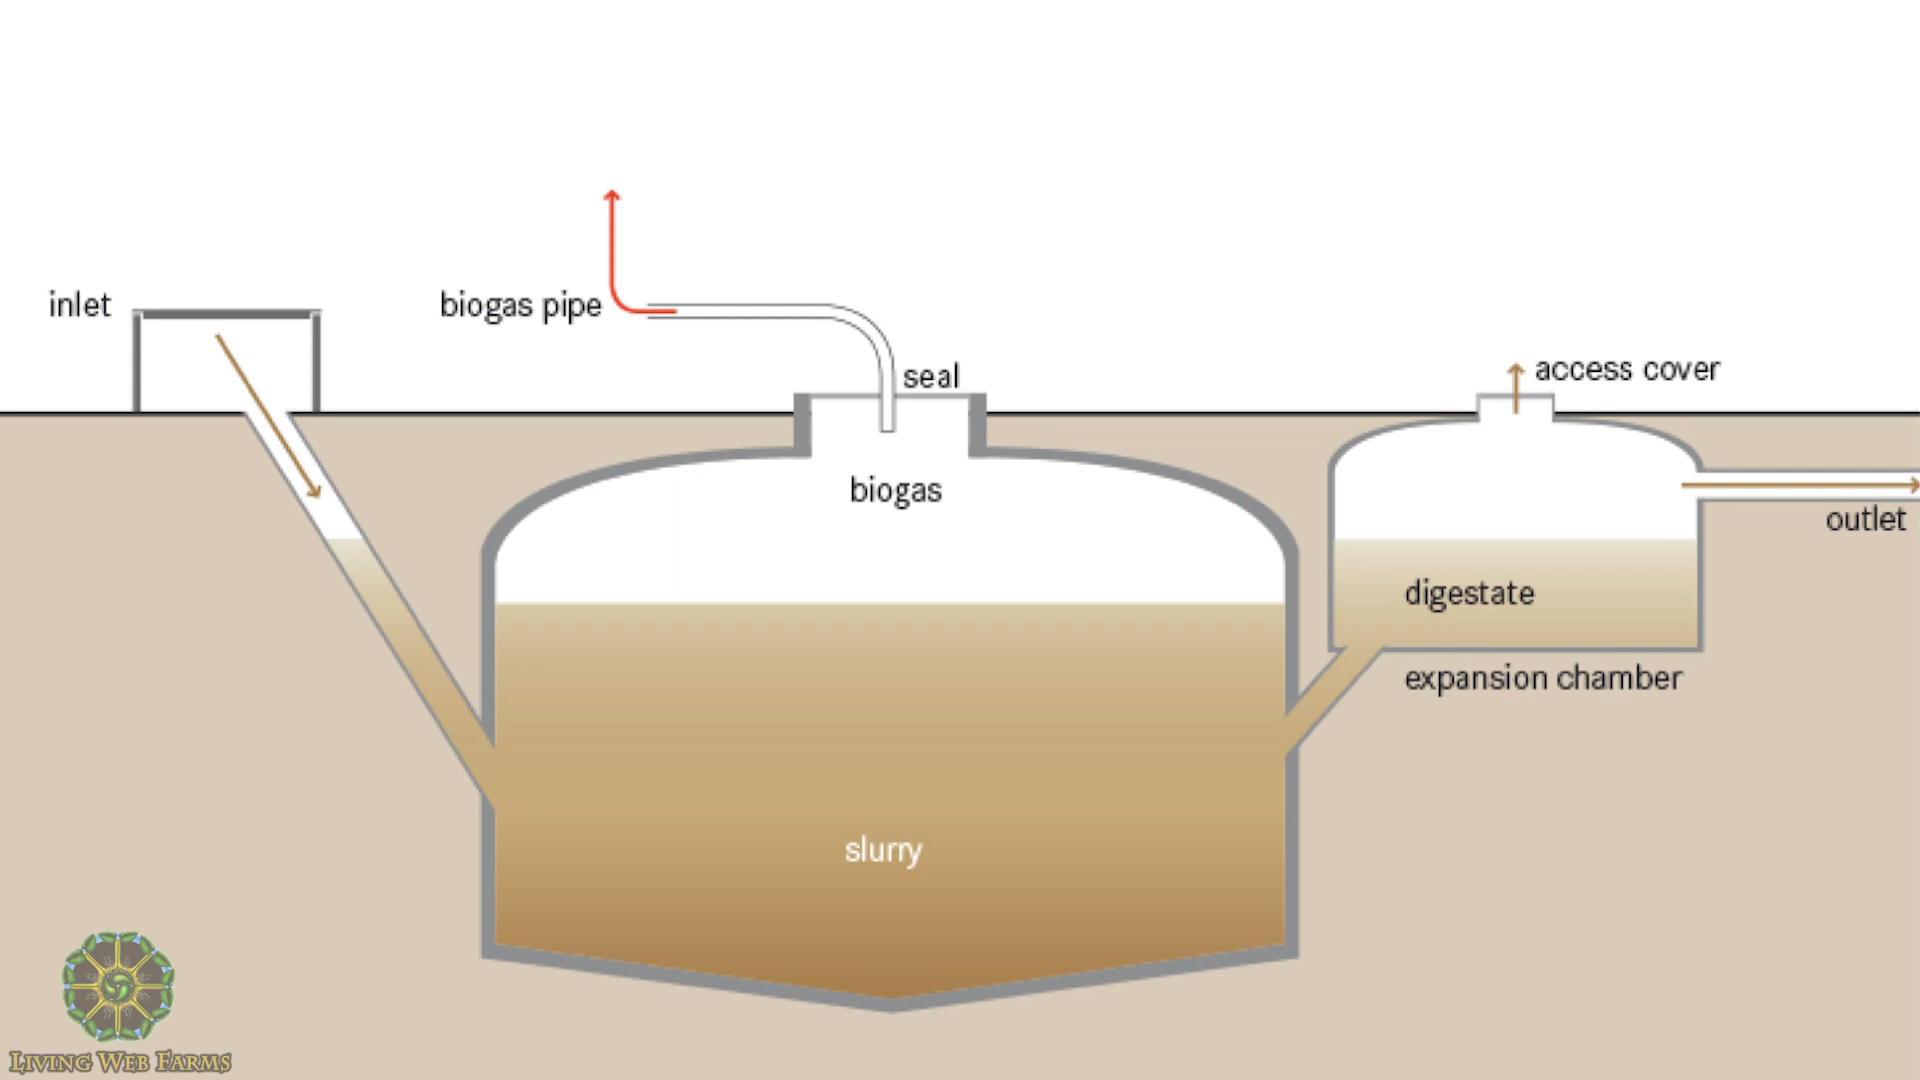 inlet
biogas pipe
seal
access cover
biogas
outlet
digestate
expansion chamber
slurry
LIVING WEB FARMS